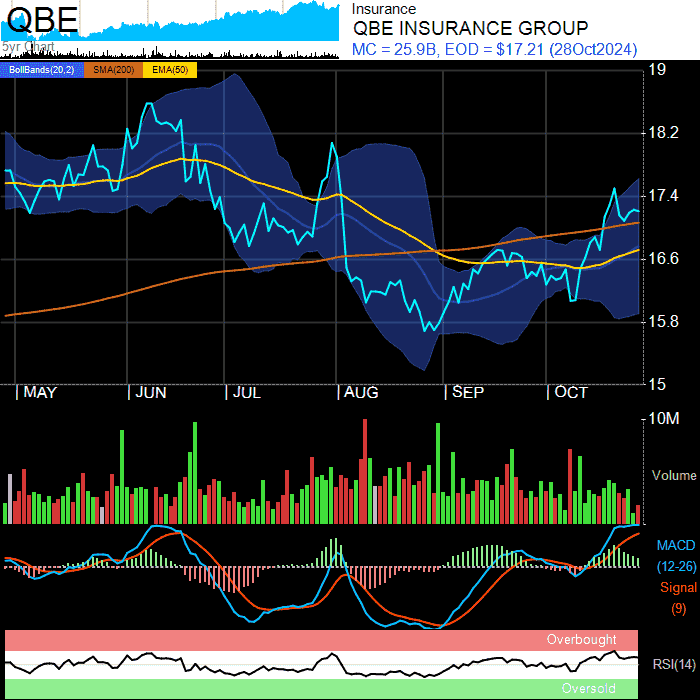 QBE
5yr Chart
Insurance
QBE INSURANCE GROUP
MC = 25.9B, EOD = $17.21 (28Oct2024)
BollBands(20,2) SMA(200) EMA(50)
19
18.2
17.4
16.6
15.8
15
MAY JUN JUL AUG SEP OCT
10M
Volume
MACD
(12-26)
Signal
(9)
Overbought
RSI(14)
Oversold